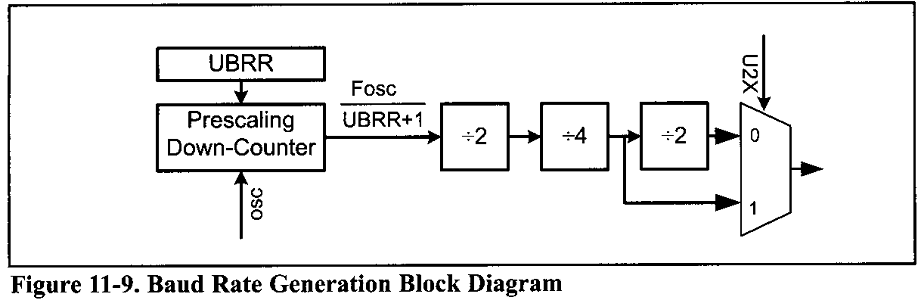 UBRR
Prescaling
Down-Counter
Fosc
UBRR+1
÷2
÷4
÷2
U2X
0
1
osc
Figure 11-9. Baud Rate Generation Block Diagram